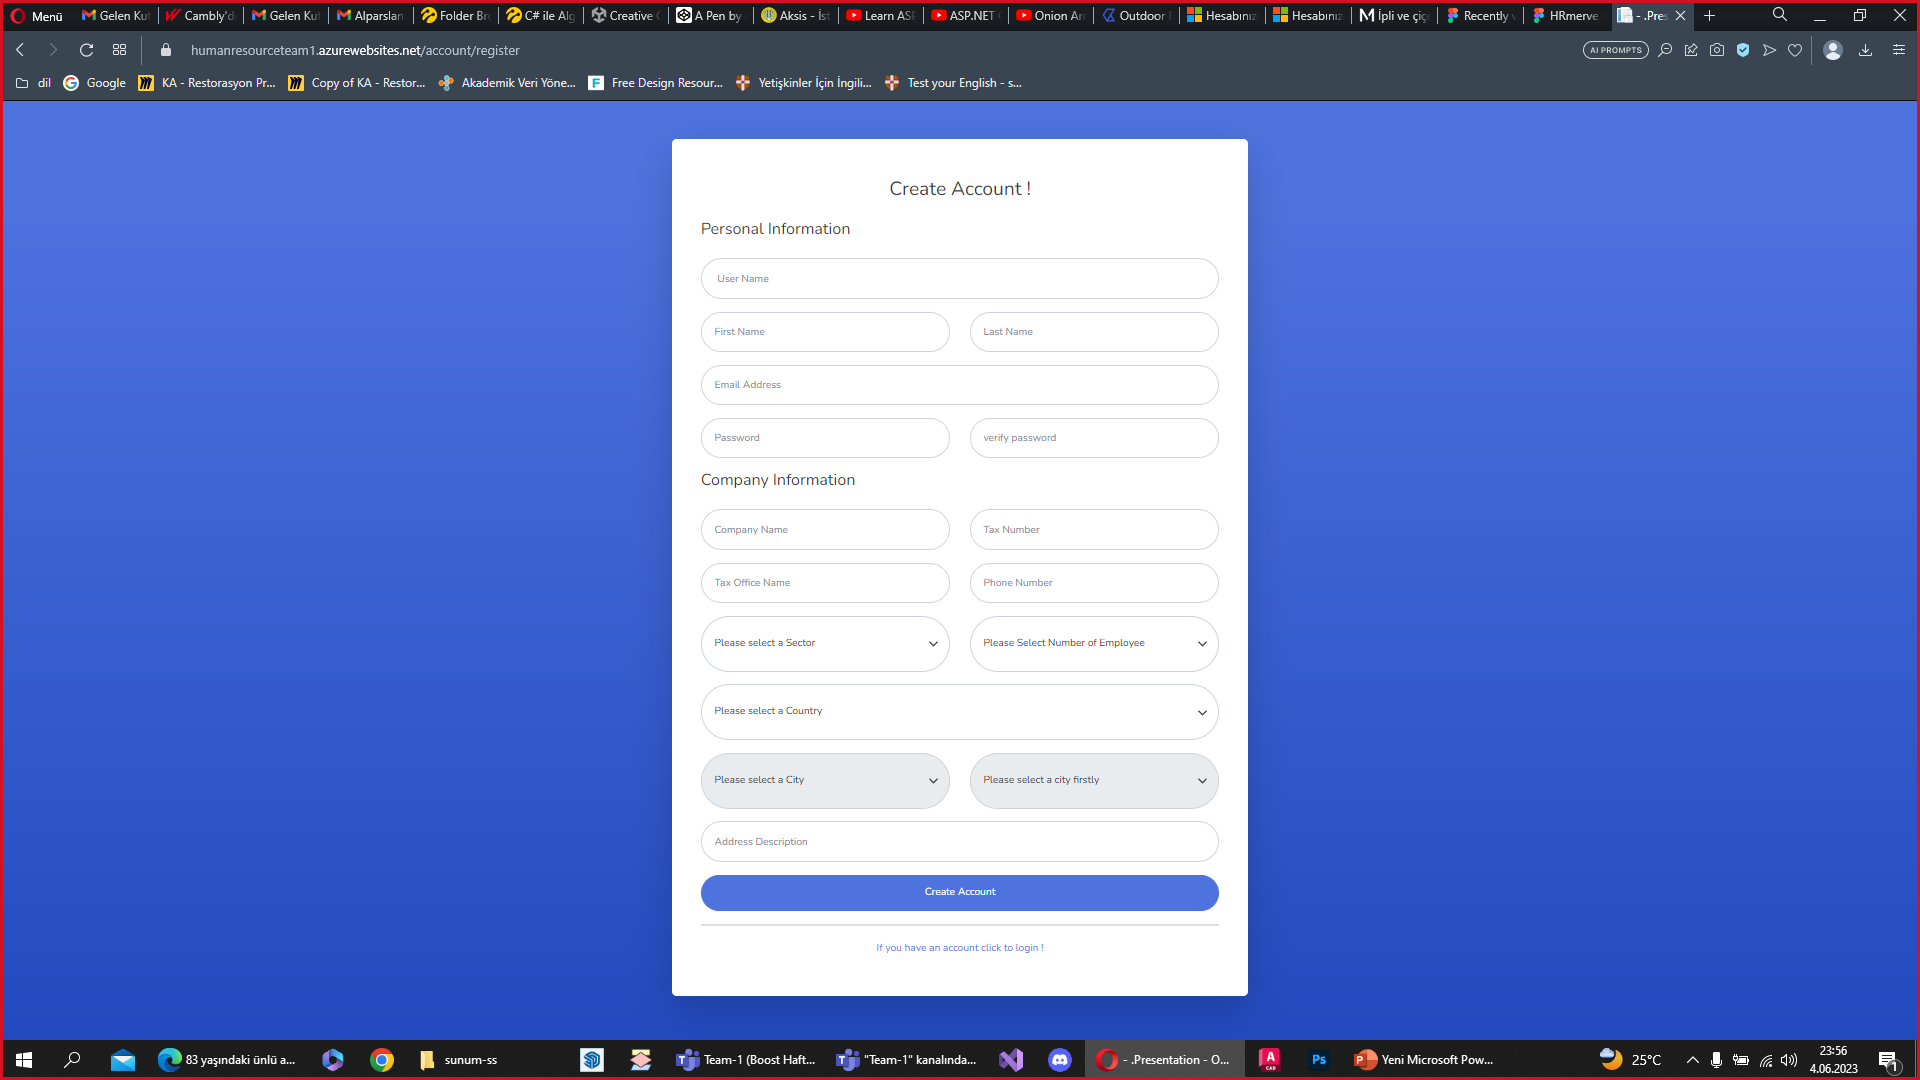 Menü
Gelen Kut
Cambly'd
Gelen Kut
Alparslan
Folder Bre
C# ile Alg
Creative C
A Pen by
Aksis - İst
Learn ASP
ASP.NET C
Onion Arc
Outdoor F
Hesabınız
Hesabınız
İpli ve çiç
Recently v
HRmerve
- .Pres
humanresourceteam1.azurewebsites.net/account/register
AI PROMPTS
dil
Google
KA - Restorasyon Pr...
Copy of KA - Restor...
Akademik Veri Yöne...
Free Design Resour...
Yetişkinler İçin İngili...
Test your English - s...
Create Account !
Personal Information
User Name
First Name
Last Name
Email Address
Password
verify password
Company Information
Company Name
Tax Number
Tax Office Name
Phone Number
Please select a Sector
Please Select Number of Employee
Please select a Country
Please select a City
Please select a city firstly
Address Description
Create Account
If you have an account click to login !
83 yaşındaki ünlü a...
sunum-ss
Team-1 (Boost Haft...
"Team-1" kanalında...
- .Presentation - O...
A
CAD
Ps
Yeni Microsoft Pow...
25°C
23:56
4.06.2023
1